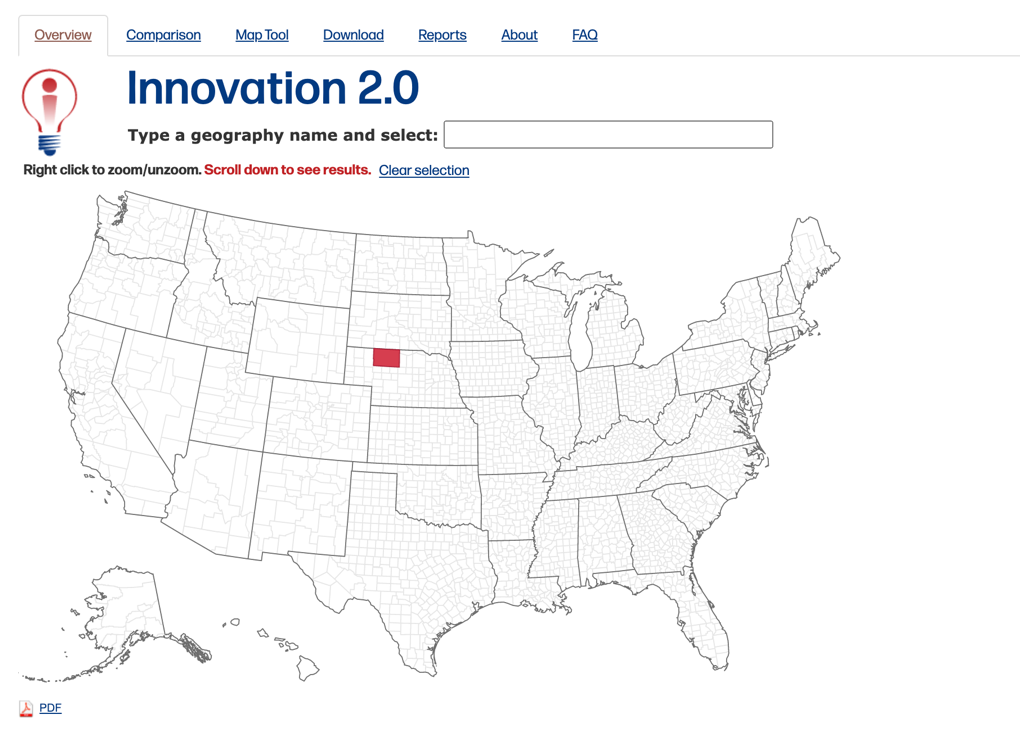 Overview Comparison Map Tool Download Reports About FAQ
Innovation 2.0
Type a geography name and select:
Right click to zoom/unzoom. Scroll down to see results. Clear selection
PDF